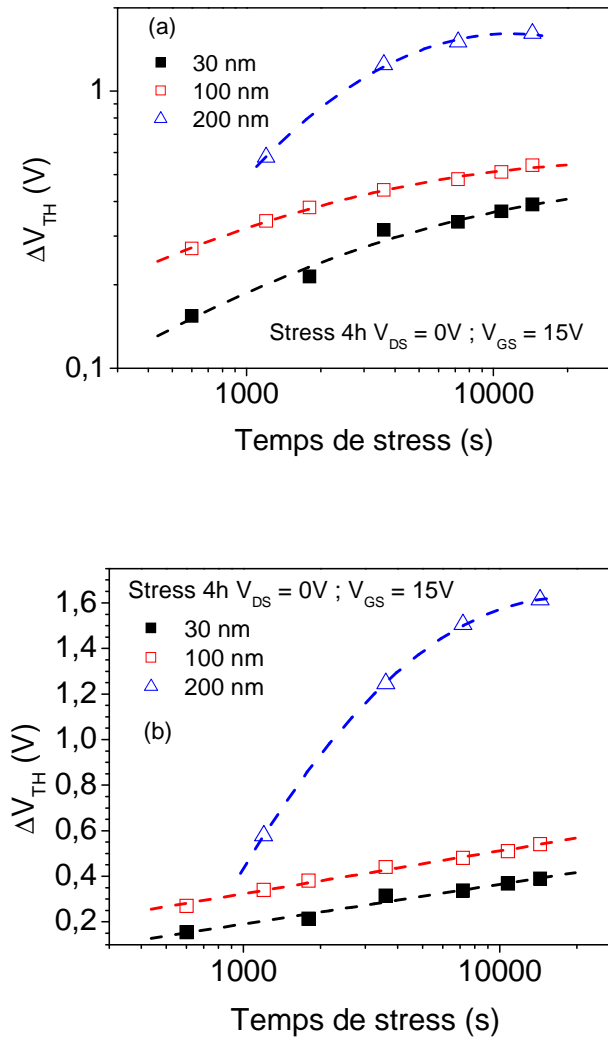 (a)
30 nm
100 nm
200 nm
1
0,1
ΔV_TH (V)
Stress 4h V_DS = 0V ; V_GS = 15V
1000 10000
Temps de stress (s)
Stress 4h V_DS = 0V ; V_GS = 15V
30 nm
100 nm
200 nm
(b)
1,6
1,4
1,2
1,0
0,8
0,6
0,4
0,2
ΔV_TH (V)
1000 10000
Temps de stress (s)